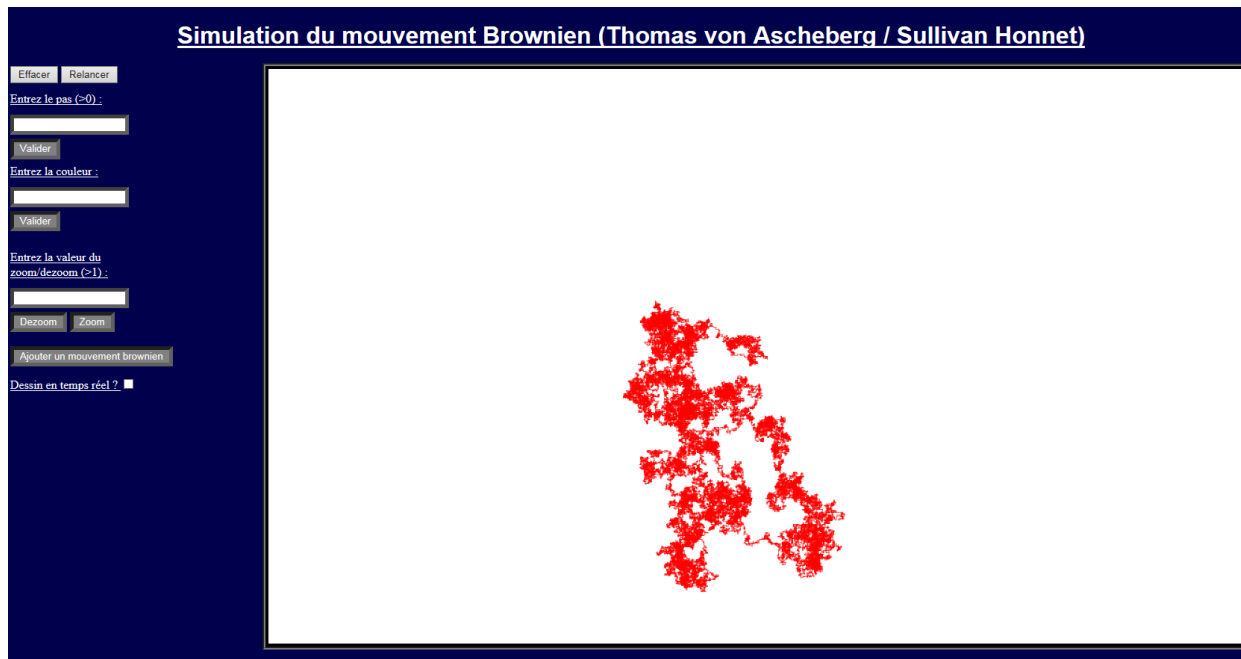 Simulation du mouvement Brownien (Thomas von Ascheberg / Sullivan Honnet)
Effacer Relancer
Entrez le pas (>0) :
Valider
Entrez la couleur :
Valider
Entrez la valeur du
zoom/dezoom (>1) :
Dezoom Zoom
Ajouter un mouvement brownien
Dessin en temps réel ?